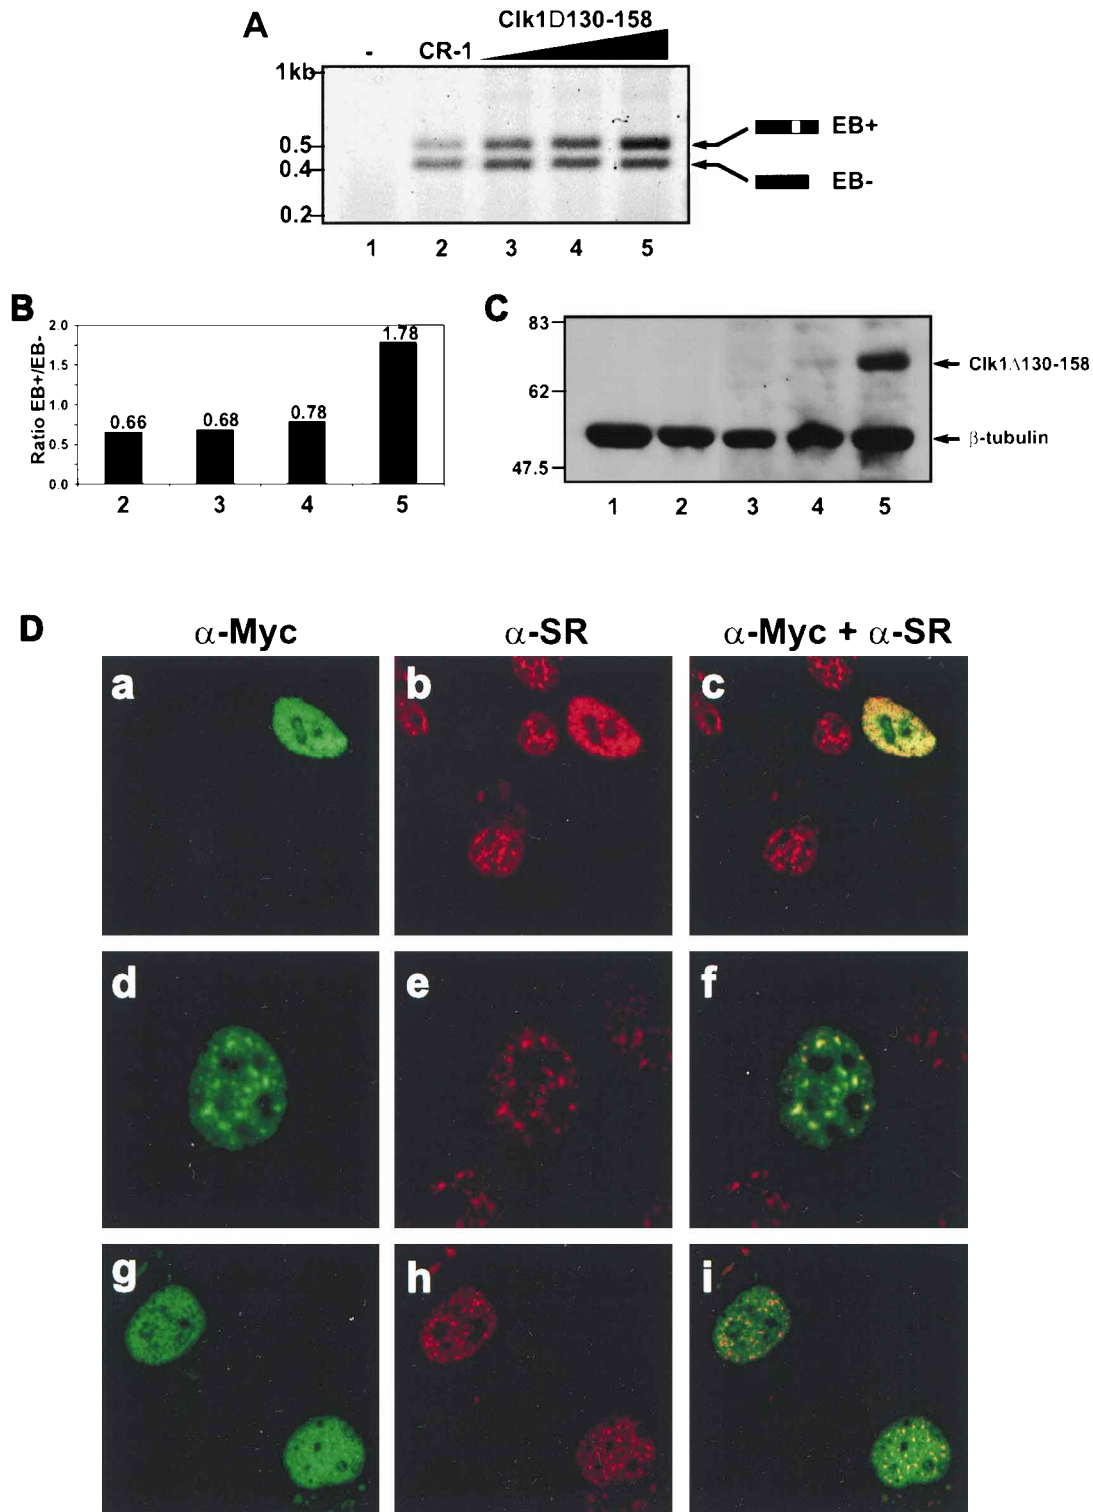 A
Clk1D130-158
- CR-1
1kb
0.5
0.4
0.2
EB+
EB-
1 2 3 4 5
B
Ratio EB+/EB-
2.0
1.5
1.0
0.5
0.0
0.66 0.68 0.78 1.78
2 3 4 5
C
83
62
47.5
Clk1Δ130-158
β-tubulin
1 2 3 4 5
D
α-Myc α-SR α-Myc + α-SR
a b c
d e f
g h i